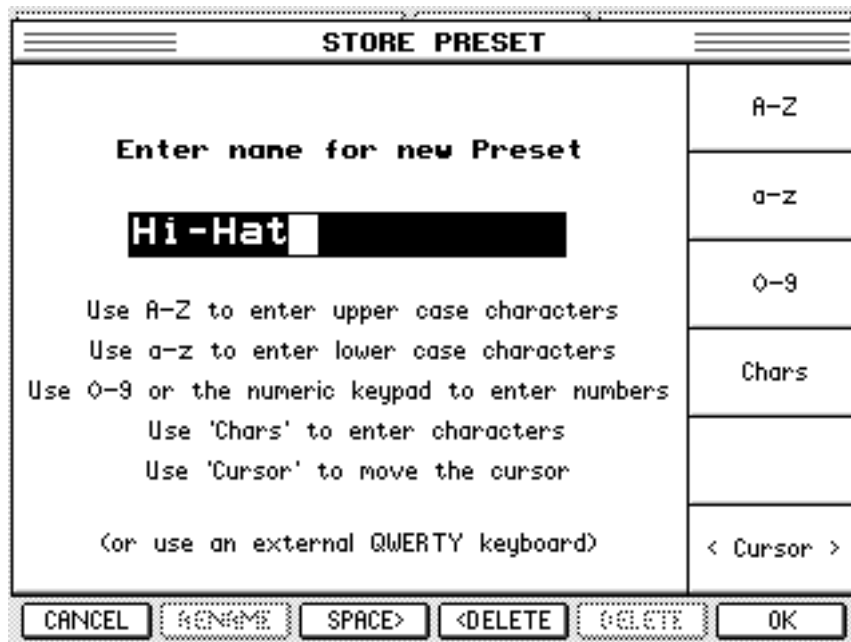 STORE PRESET
A-Z
Enter name for new Preset
a-z
Hi-Hat
0-9
Use A-Z to enter upper case characters
Use a-z to enter lower case characters
Chars
Use 0-9 or the numeric keypad to enter numbers
Use 'Chars' to enter characters
Use 'Cursor' to move the cursor
(or use an external QWERTY keyboard)
< Cursor >
CANCEL RENAME SPACE> <DELETE DELETE OK